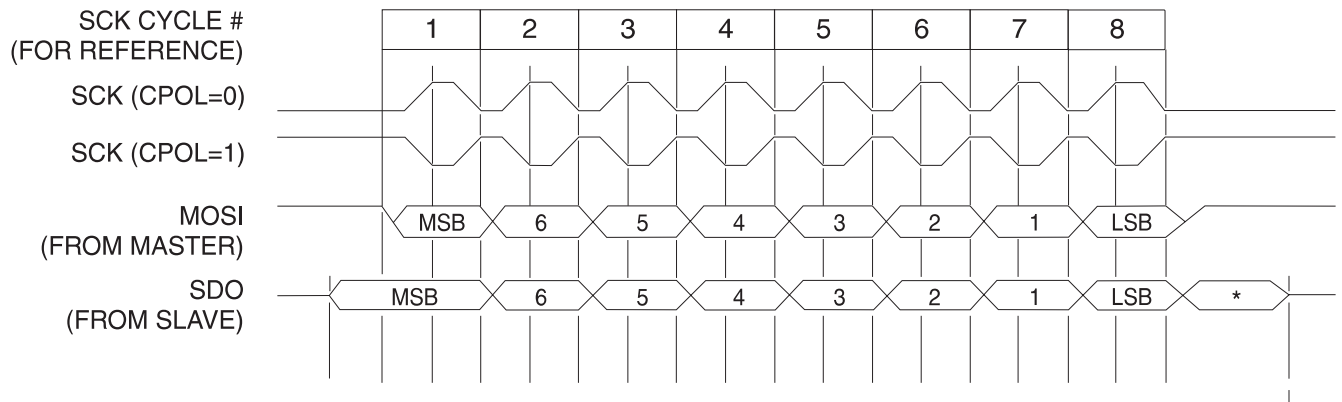 SCK CYCLE #
(FOR REFERENCE)
1 2 3 4 5 6 7 8
SCK (CPOL=0)
SCK (CPOL=1)
MOSI
(FROM MASTER)
MSB 6 5 4 3 2 1 LSB
SDO
(FROM SLAVE)
MSB 6 5 4 3 2 1 LSB *